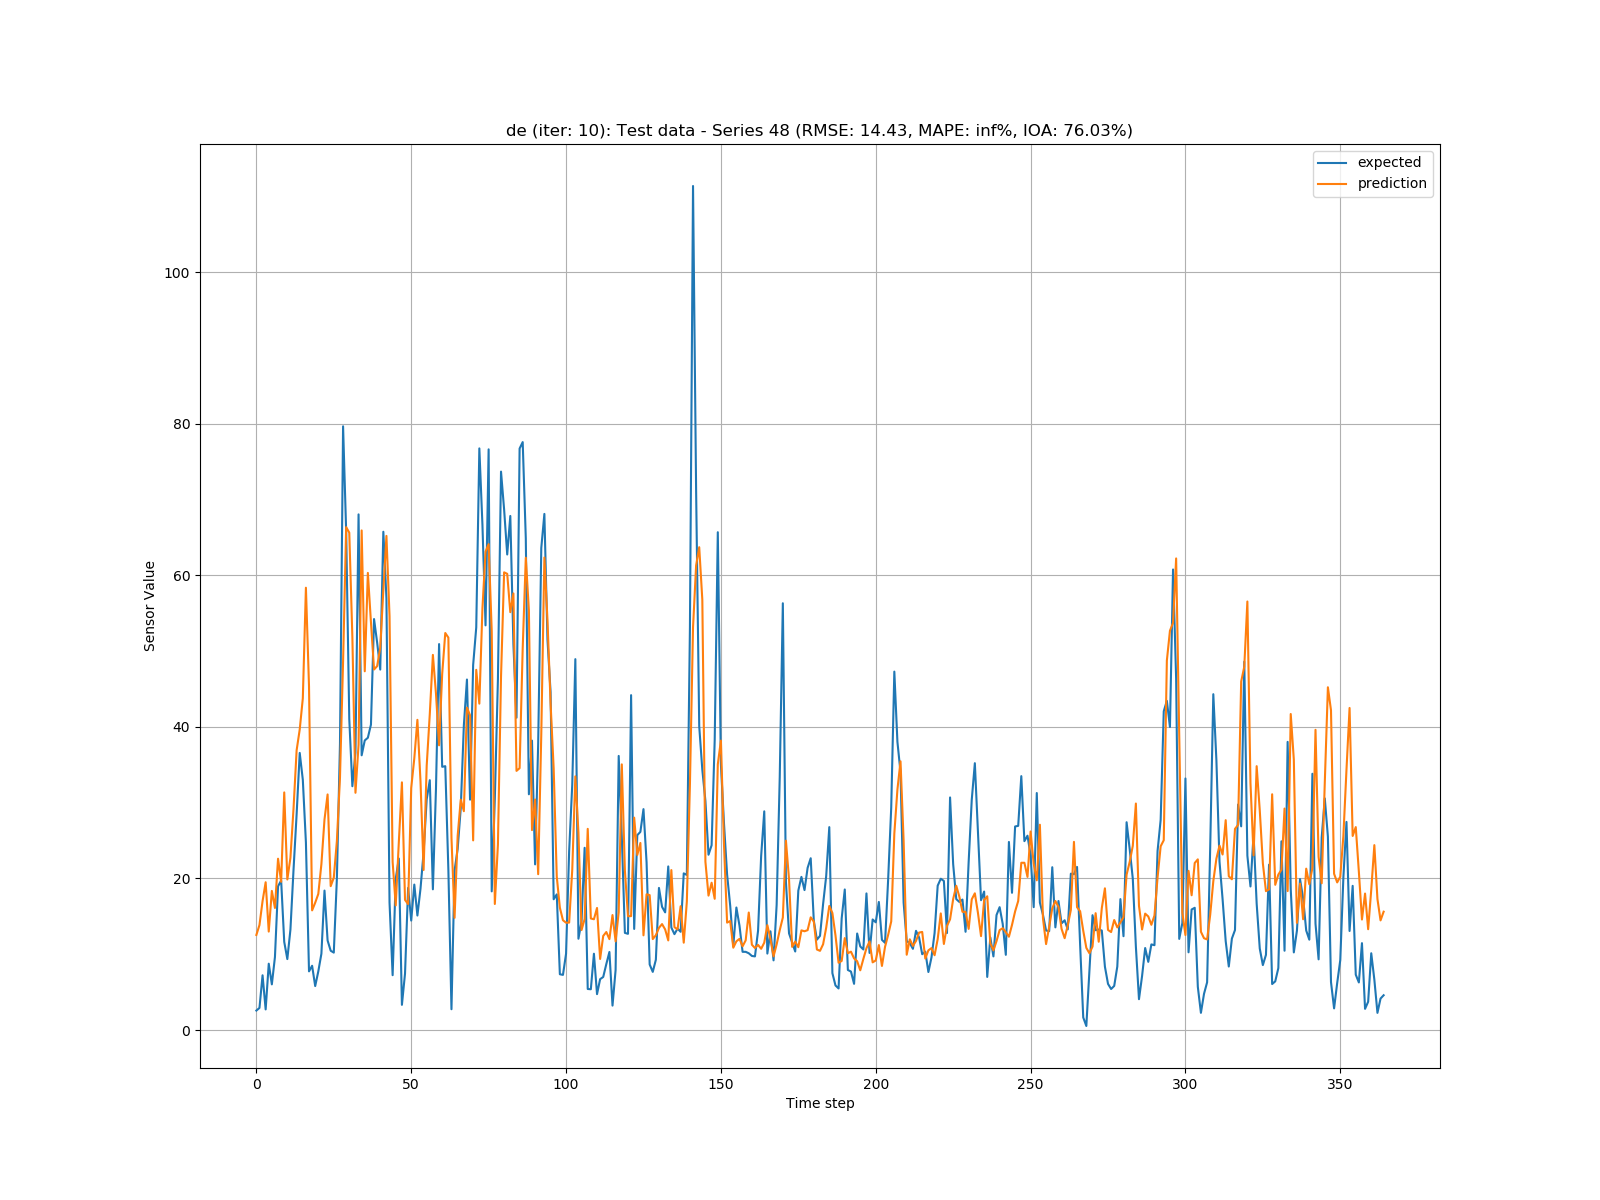 de (iter: 10): Test data - Series 48 (RMSE: 14.43, MAPE: inf%, IOA: 76.03%)
expected
prediction
100
80
60
40
20
0
Sensor Value
0 50 100 150 200 250 300 350
Time step